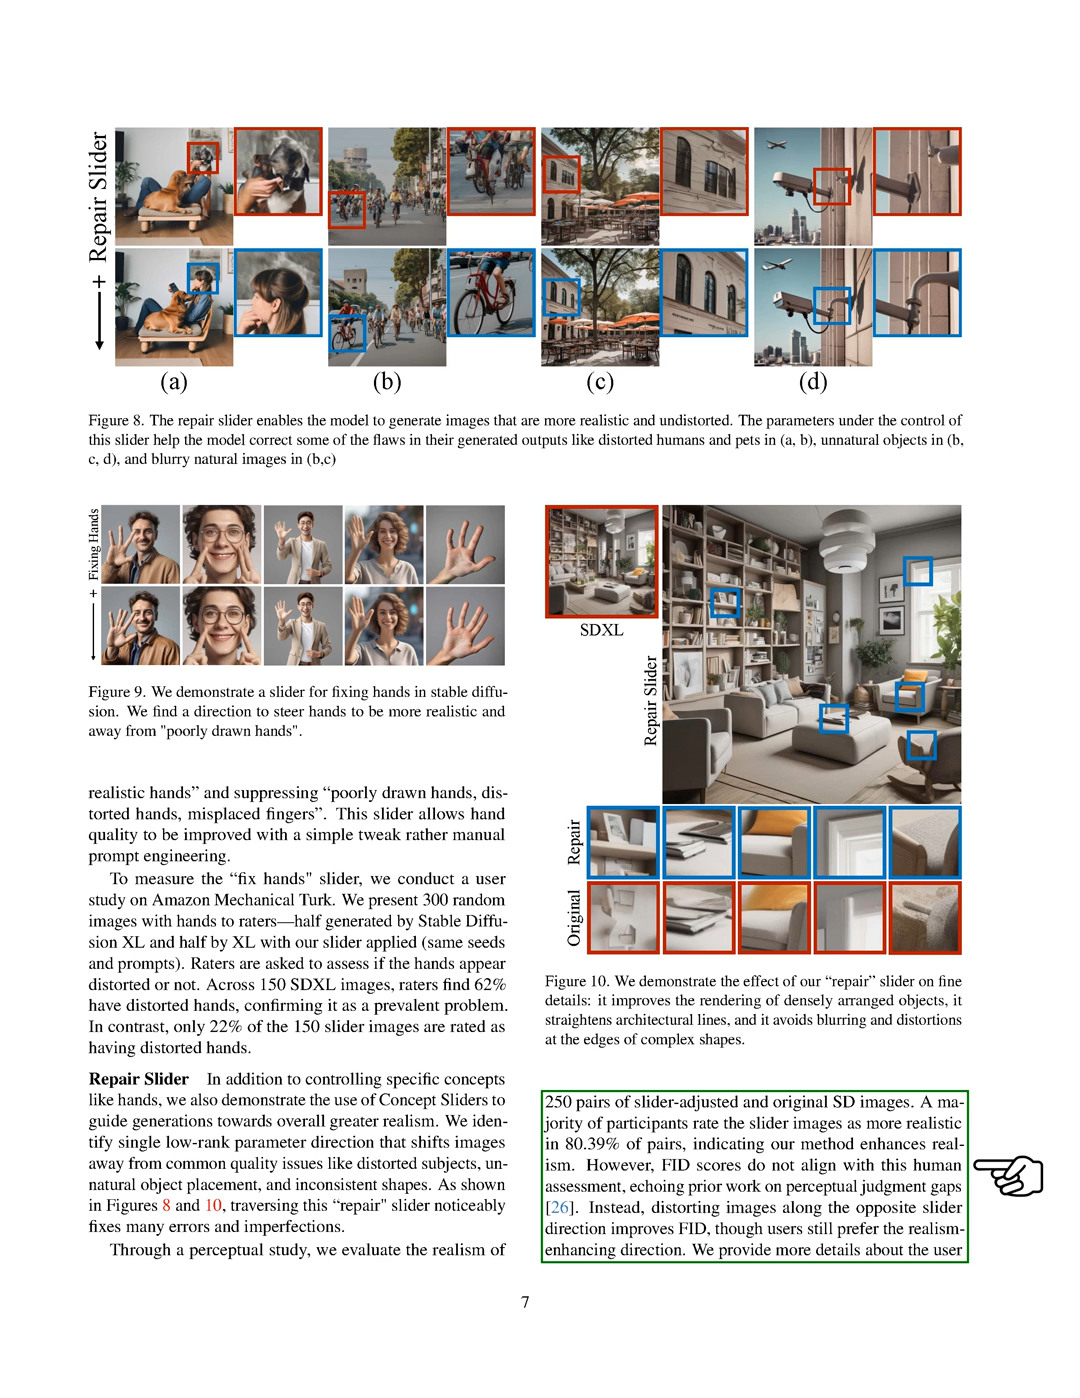 + Repair Slider
(a)
(b)
(c)
(d)
Figure 8. The repair slider enables the model to generate images that are more realistic and undistorted. The parameters under the control of
this slider help the model correct some of the flaws in their generated outputs like distorted humans and pets in (a, b), unnatural objects in (b,
c, d), and blurry natural images in (b,c)
+ Fixing Hands
Figure 9. We demonstrate a slider for fixing hands in stable diffu-
sion. We find a direction to steer hands to be more realistic and
away from "poorly drawn hands".
realistic hands” and suppressing “poorly drawn hands, dis-
torted hands, misplaced fingers”. This slider allows hand
quality to be improved with a simple tweak rather manual
prompt engineering.
To measure the “fix hands" slider, we conduct a user
study on Amazon Mechanical Turk. We present 300 random
images with hands to raters—half generated by Stable Diffu-
sion XL and half by XL with our slider applied (same seeds
and prompts). Raters are asked to assess if the hands appear
distorted or not. Across 150 SDXL images, raters find 62%
have distorted hands, confirming it as a prevalent problem.
In contrast, only 22% of the 150 slider images are rated as
having distorted hands.
Repair Slider In addition to controlling specific concepts
like hands, we also demonstrate the use of Concept Sliders to
guide generations towards overall greater realism. We iden-
tify single low-rank parameter direction that shifts images
away from common quality issues like distorted subjects, un-
natural object placement, and inconsistent shapes. As shown
in Figures 8 and 10, traversing this “repair" slider noticeably
fixes many errors and imperfections.
Through a perceptual study, we evaluate the realism of
SDXL
Repair Slider
Repair
Original
Figure 10. We demonstrate the effect of our “repair” slider on fine
details: it improves the rendering of densely arranged objects, it
straightens architectural lines, and it avoids blurring and distortions
at the edges of complex shapes.
250 pairs of slider-adjusted and original SD images. A ma-
jority of participants rate the slider images as more realistic
in 80.39% of pairs, indicating our method enhances real-
ism. However, FID scores do not align with this human
assessment, echoing prior work on perceptual judgment gaps
[26]. Instead, distorting images along the opposite slider
direction improves FID, though users still prefer the realism-
enhancing direction. We provide more details about the user
7